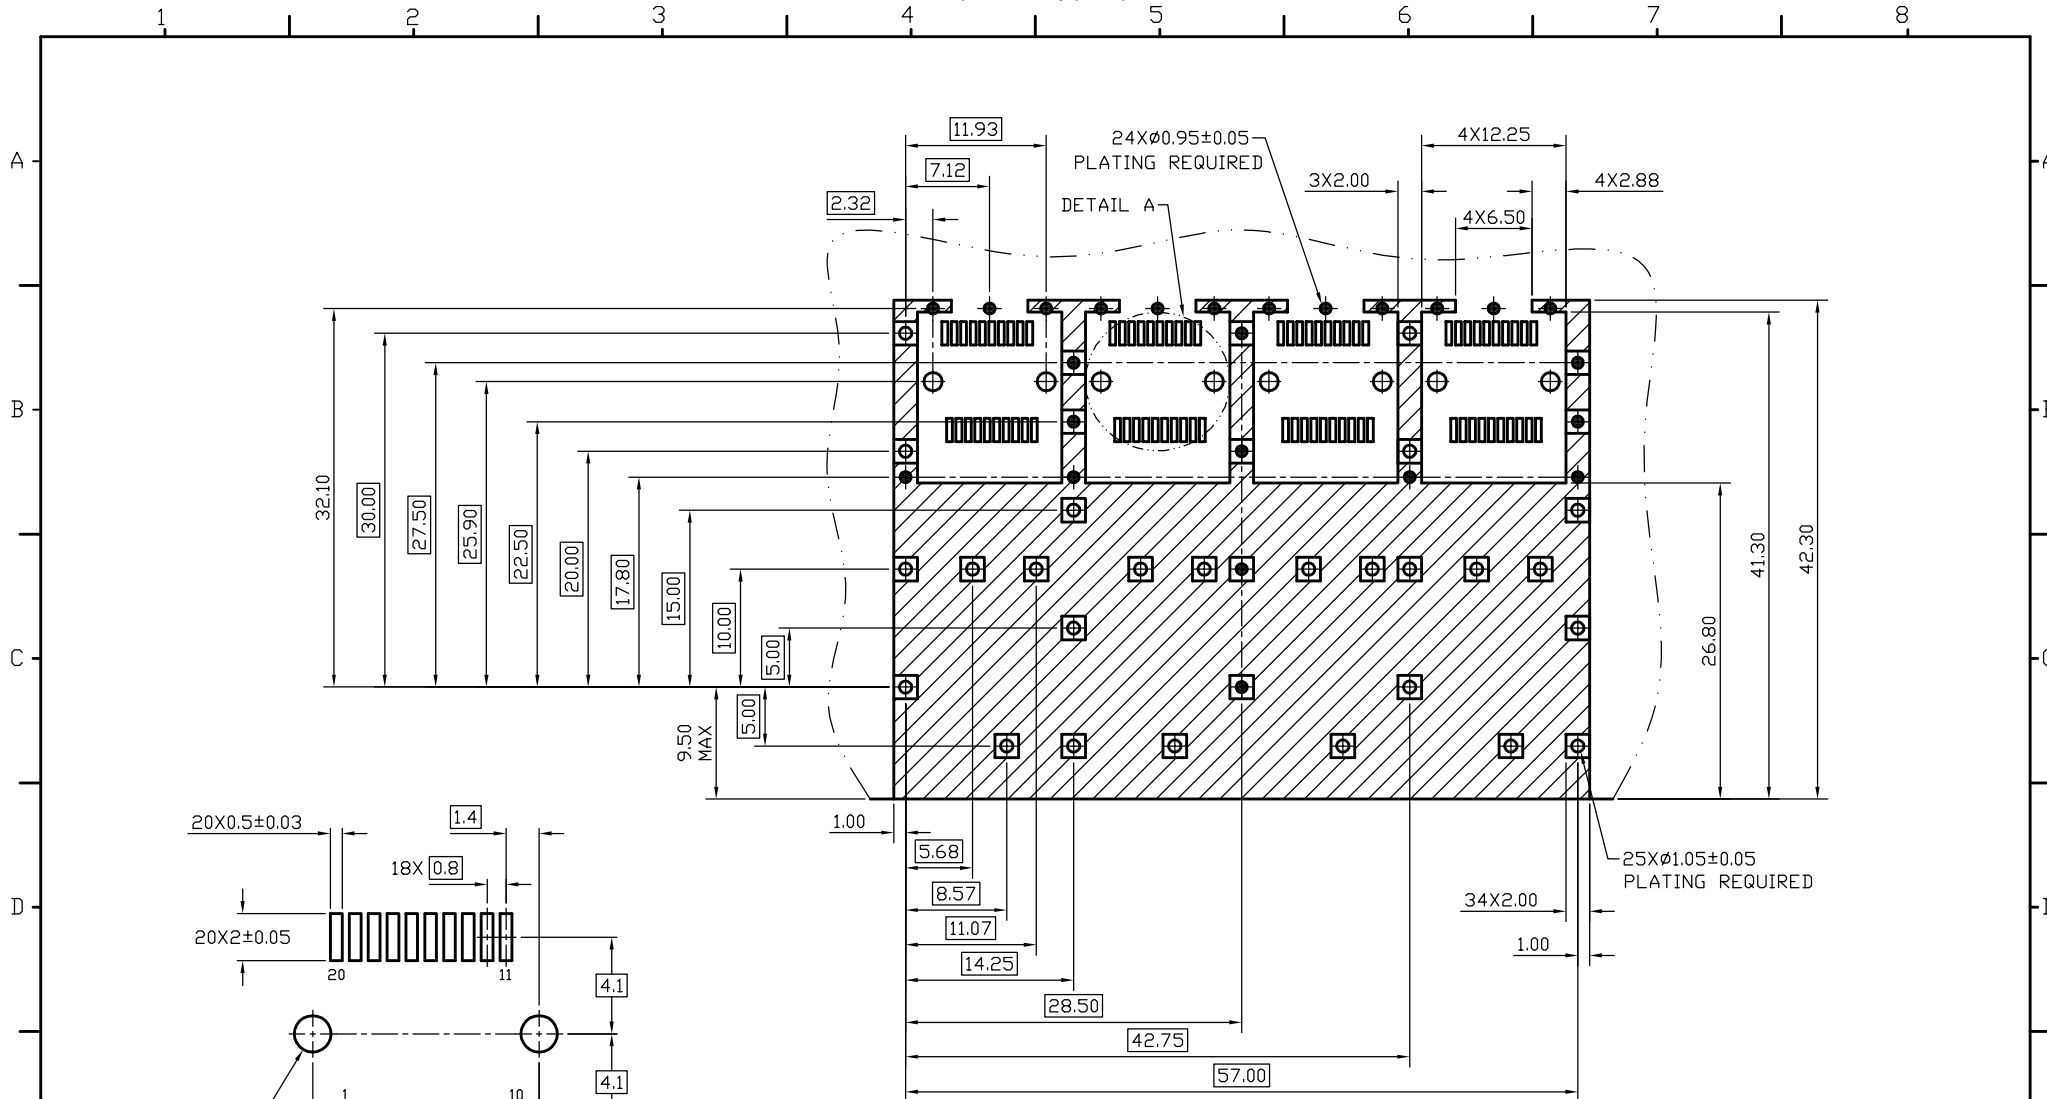 1 2 3 4 5 6 7 8
A
B
C
D
11.93
7.12
2.32
24XØ0.95±0.05
PLATING REQUIRED
DETAIL A
4X12.25
3X2.00
4X2.88
4X6.50
32.10
30.00
27.50
25.90
22.50
20.00
17.80
15.00
10.00
5.00
5.00
9.50
MAX
26.80
41.30
42.30
1.00
5.68
8.57
11.07
14.25
28.50
42.75
57.00
25XØ1.05±0.05
PLATING REQUIRED
34X2.00
1.00
20X0.5±0.03
1.4
18X 0.8
20X2±0.05
20
11
4.1
4.1
1
10